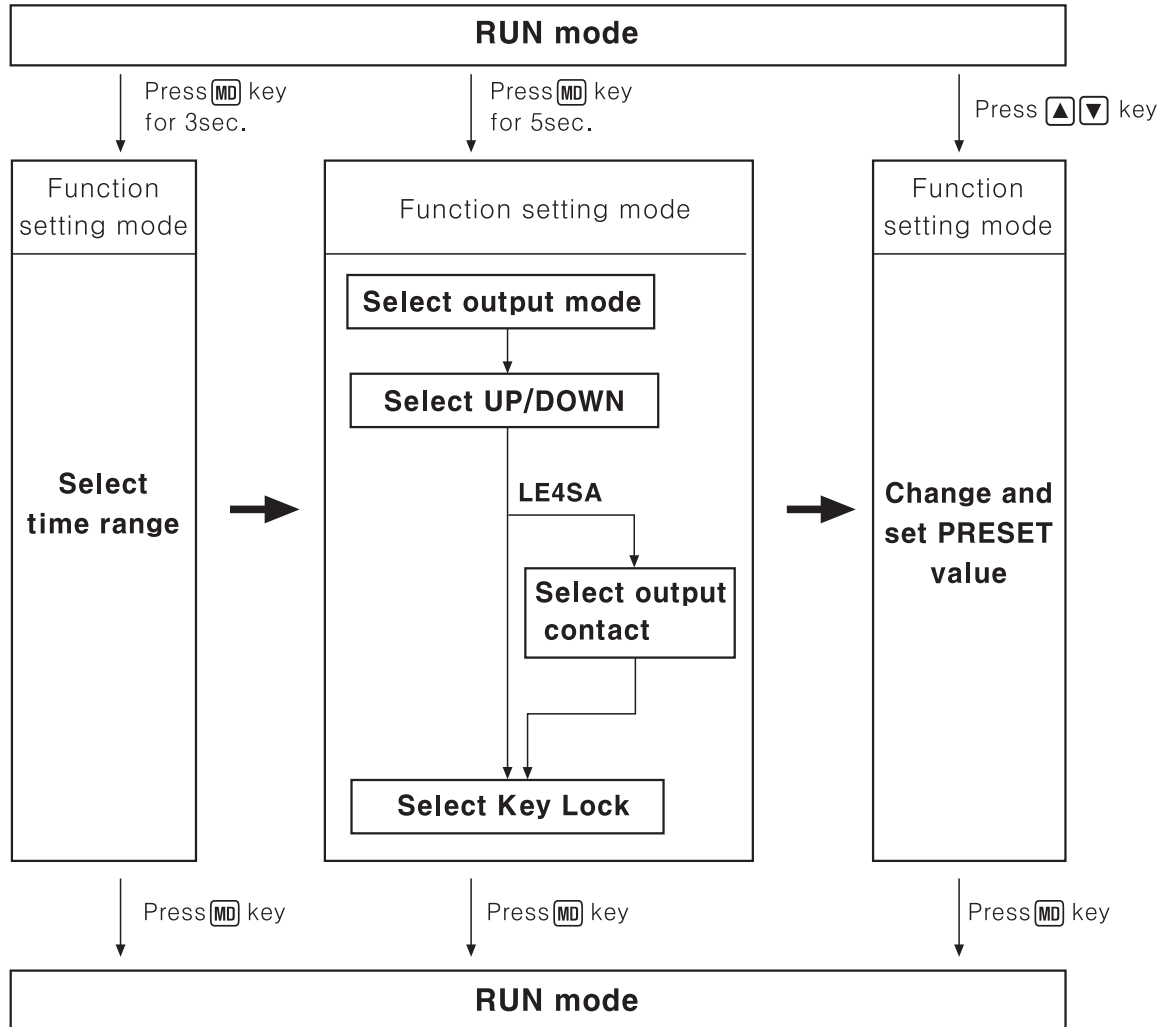 RUN mode
Press MD key
for 3sec.
Press MD key
for 5sec.
Press ▲ ▼ key
Function
setting mode
Select
time range
Function setting mode
Select output mode
Select UP/DOWN
LE4SA
Select output
contact
Select Key Lock
Function
setting mode
Change and
set PRESET
value
Press MD key
Press MD key
Press MD key
RUN mode